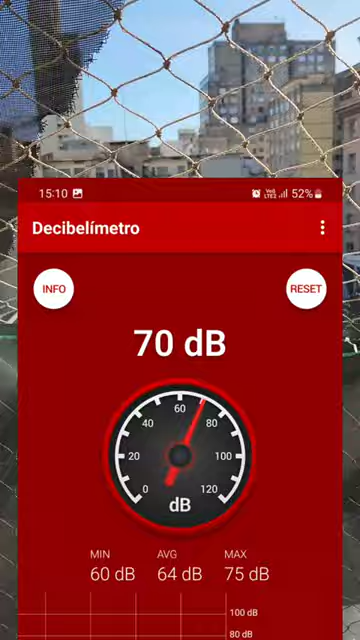 15:10 52%
Decibelímetro
INFO RESET
70 dB
0 20 40 60 80 100 120
dB
MIN AVG MAX
60 dB 64 dB 75 dB
100 dB
80 dB